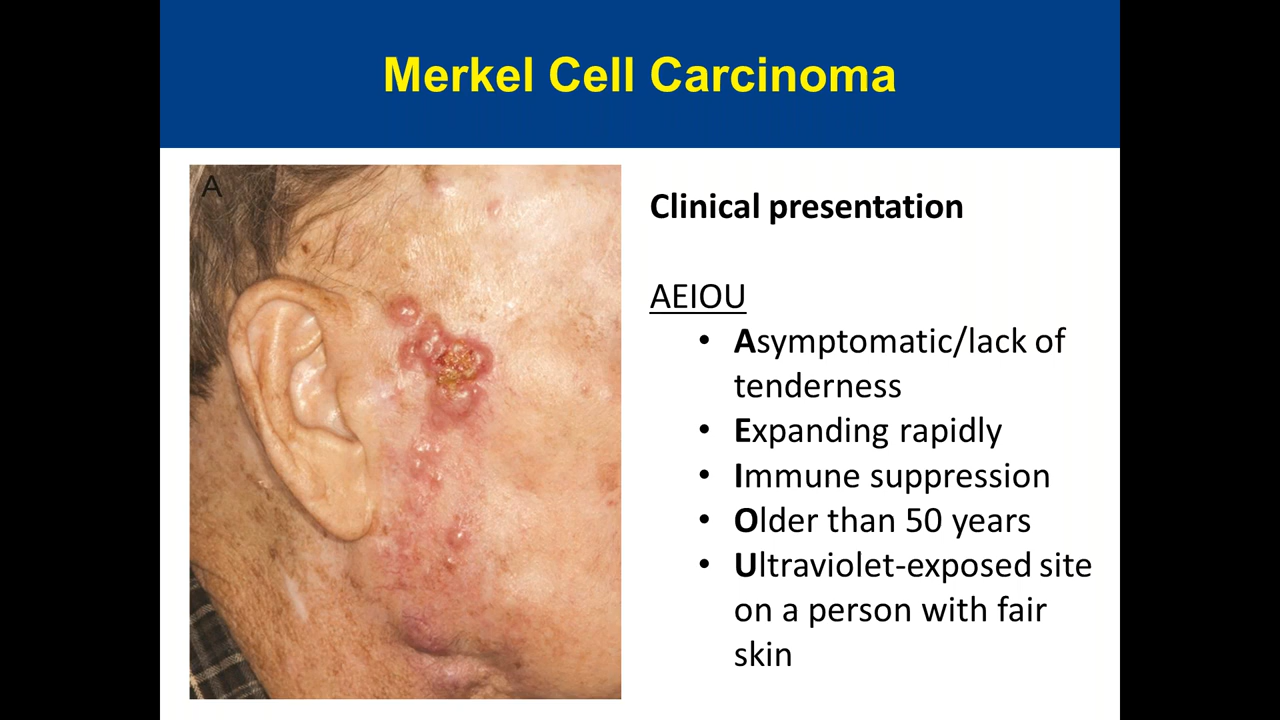 Merkel Cell Carcinoma
A
Clinical presentation
AEIOU
• Asymptomatic/lack of
tenderness
• Expanding rapidly
• Immune suppression
• Older than 50 years
• Ultraviolet-exposed site
on a person with fair
skin